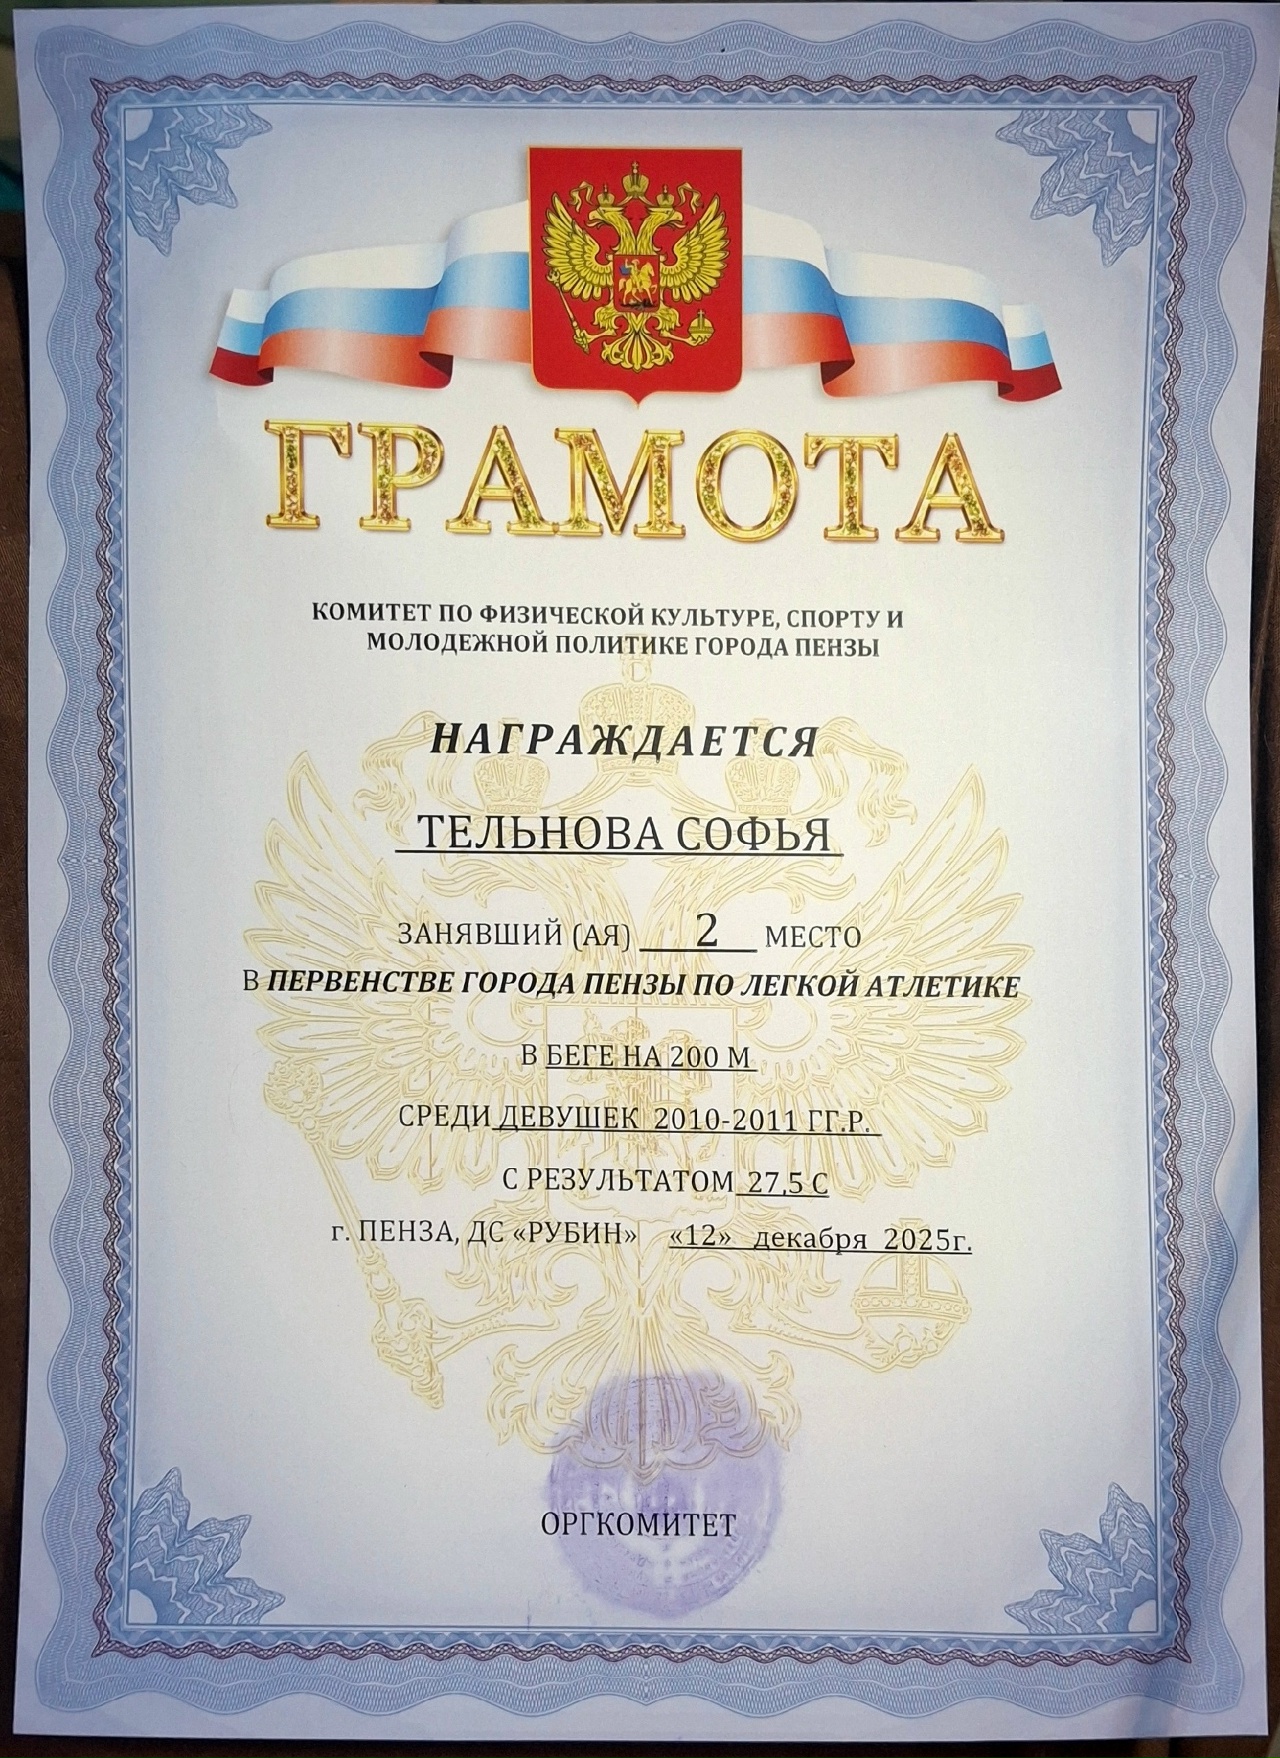 ГРАМОТА
КОМИТЕТ ПО ФИЗИЧЕСКОЙ КУЛЬТУРЕ, СПОРТУ И
МОЛОДЕЖНОЙ ПОЛИТИКЕ ГОРОДА ПЕНЗЫ
НАГРАЖДАЕТСЯ
ТЕЛЬНОВА СОФЬЯ
ЗАНЯВШИЙ (АЯ) 2 МЕСТО
В ПЕРВЕНСТВЕ ГОРОДА ПЕНЗЫ ПО ЛЕГКОЙ АТЛЕТИКЕ
В БЕГЕ НА 200 М
СРЕДИ ДЕВУШЕК 2010-2011 ГГ.Р.
С РЕЗУЛЬТАТОМ 27,5 С
г. ПЕНЗА, ДС «РУБИН» «12» декабря 2025г.
ОРГКОМИТЕТ